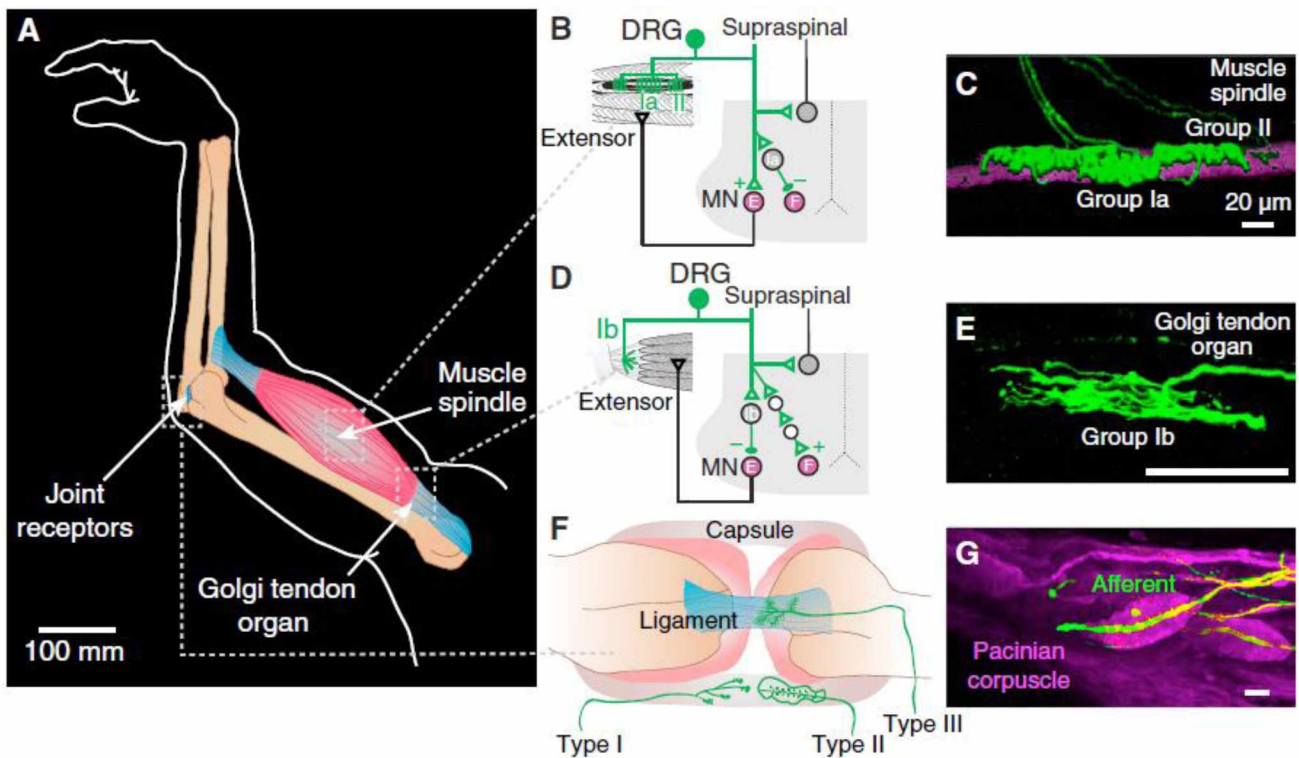 A
Muscle
spindle
Joint
receptors
Golgi tendon
organ
100 mm
B
DRG
Supraspinal
Ia
II
Extensor
Ia
+
−
MN
E
F
C
Muscle
spindle
Group II
Group Ia
20 µm
D
DRG
Supraspinal
Ib
Extensor
Ib
−
+
MN
E
F
E
Golgi tendon
organ
Group Ib
F
Capsule
Ligament
Type I
Type II
Type III
G
Afferent
Pacinian
corpuscle